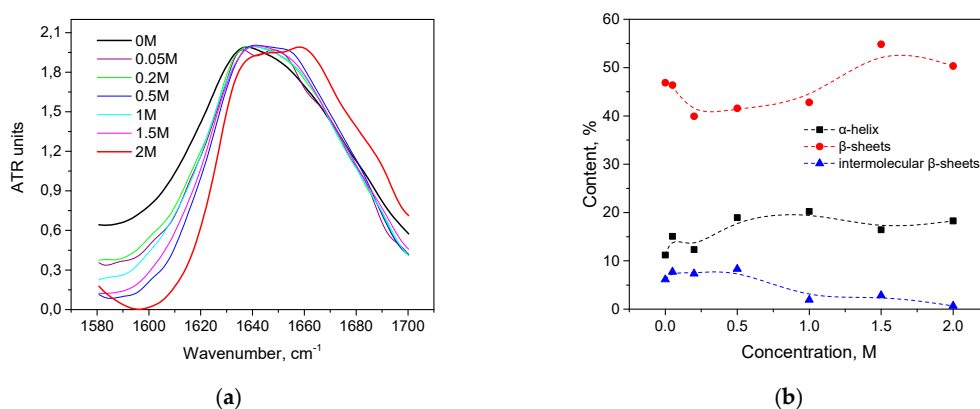 2,1
1,8
1,5
1,2
0,9
0,6
0,3
0,0
ATR units
0M
0.05M
0.2M
0.5M
1M
1.5M
2M
1580 1600 1620 1640 1660 1680 1700
Wavenumber, cm-1
(a)
60
50
40
30
20
10
0
Content, %
α-helix
β-sheets
intermolecular β-sheets
0.0 0.5 1.0 1.5 2.0
Concentration, M
(b)